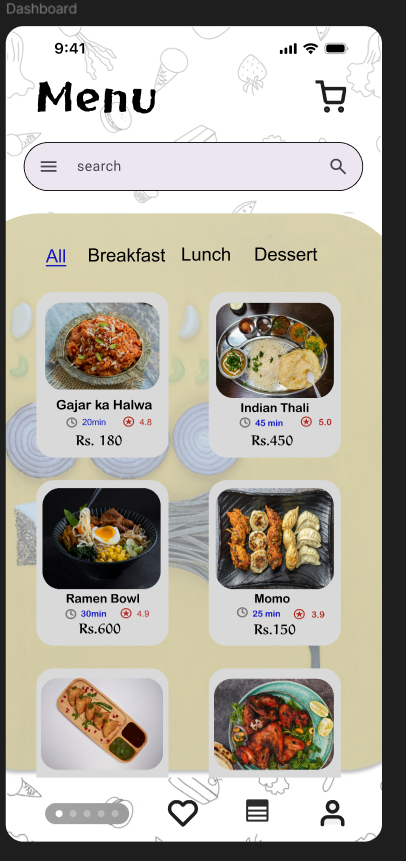 Dashboard
9:41
Menu
search
All Breakfast Lunch Dessert
Gajar ka Halwa
20min 4.8
Rs. 180
Indian Thali
45 min 5.0
Rs.450
Ramen Bowl
30min 4.9
Rs.600
Momo
25 min 3.9
Rs.150